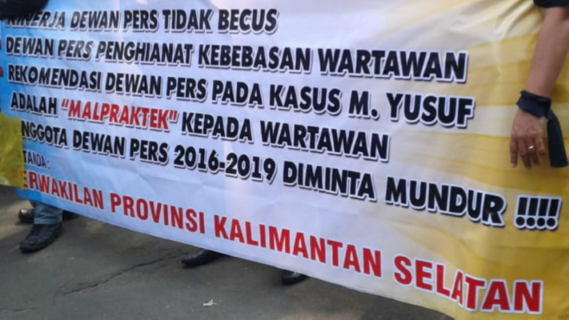 KINERJA DEWAN PERS TIDAK BECUS
DEWAN PERS PENGHIANAT KEBEBASAN WARTAWAN
REKOMENDASI DEWAN PERS PADA KASUS M. YUSUF
ADALAH "MALPRAKTEK" KEPADA WARTAWAN
NGGOTA DEWAN PERS 2016-2019 DIMINTA MUNDUR !!!!
TANDA :
ERWAKILAN PROVINSI KALIMANTAN SELATAN